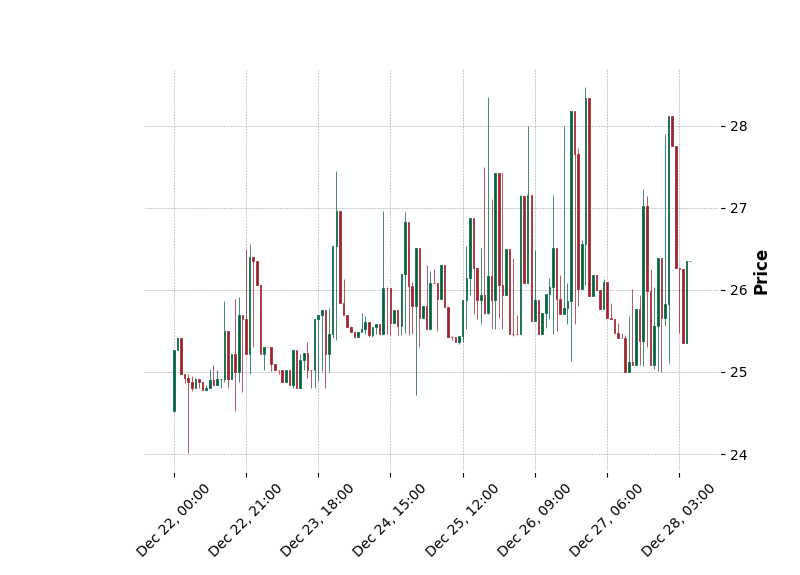 28
27
26
25
24
Price
Dec 22, 00:00
Dec 22, 21:00
Dec 23, 18:00
Dec 24, 15:00
Dec 25, 12:00
Dec 26, 09:00
Dec 27, 06:00
Dec 28, 03:00